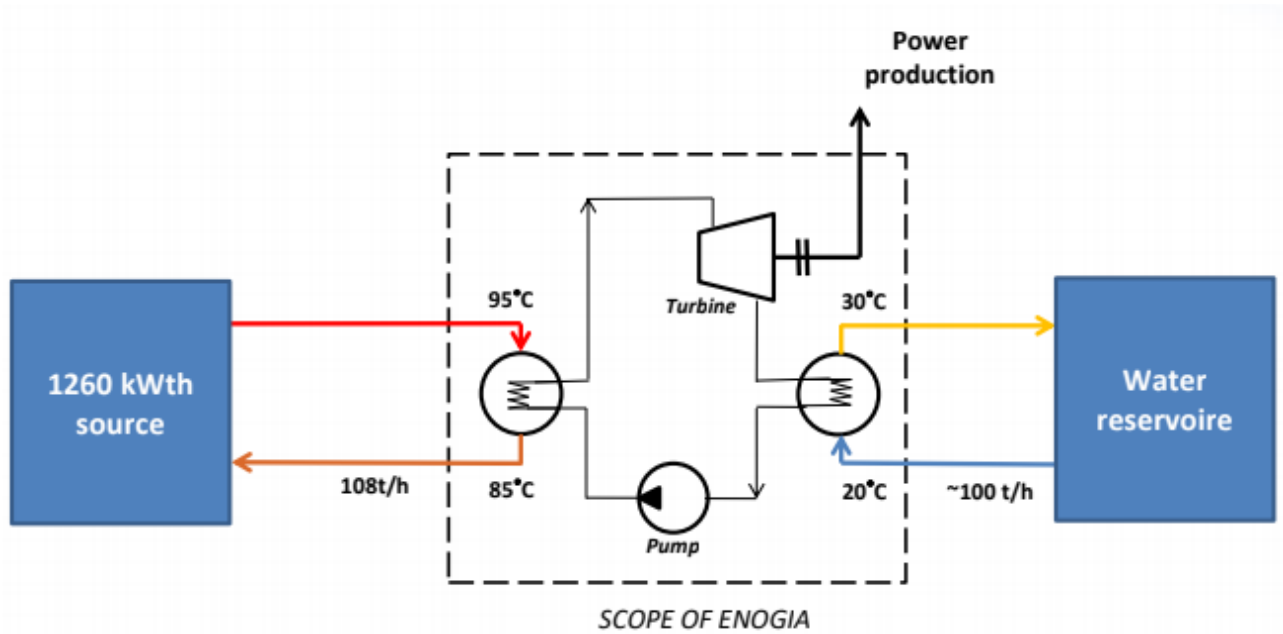 Power
production
95°C
Turbine
30°C
1260 kWth
source
Water
reservoire
108t/h
85°C
20°C
~100 t/h
Pump
SCOPE OF ENOGIA